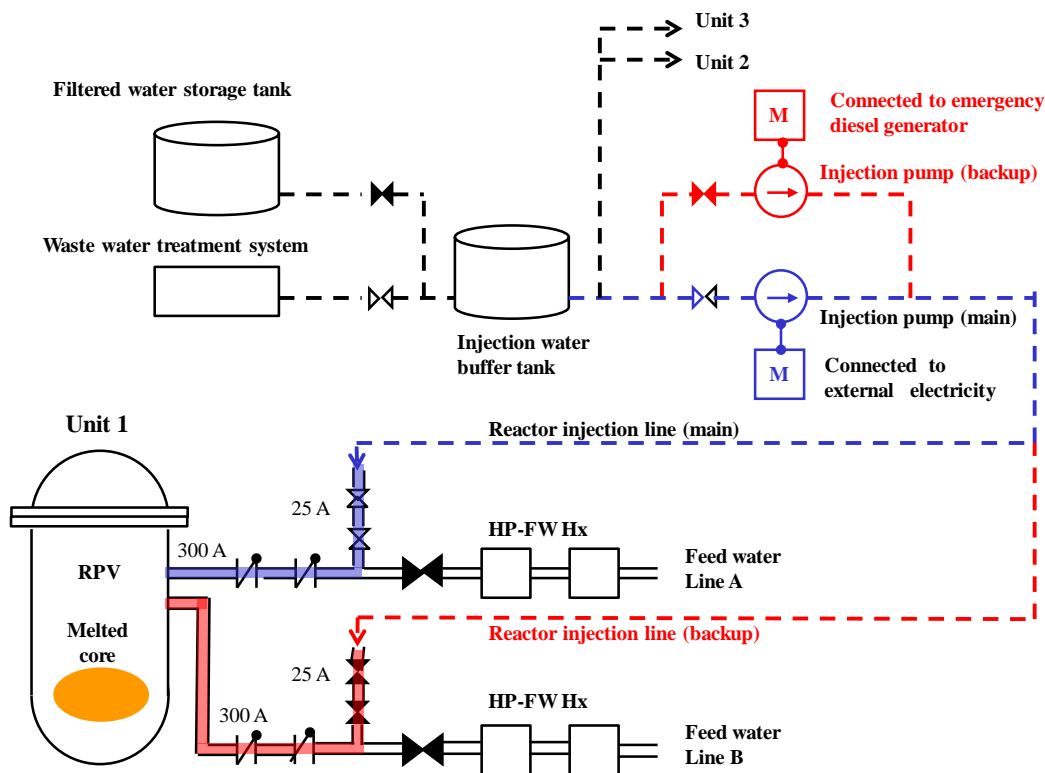 Unit 3
Unit 2
Filtered water storage tank
M
Connected to emergency
diesel generator
Injection pump (backup)
Waste water treatment system
Injection water
buffer tank
Injection pump (main)
M
Connected to
external electricity
Unit 1
Reactor injection line (main)
25 A
300 A
HP-FW Hx
Feed water
Line A
RPV
Melted
core
Reactor injection line (backup)
25 A
300 A
HP-FW Hx
Feed water
Line B